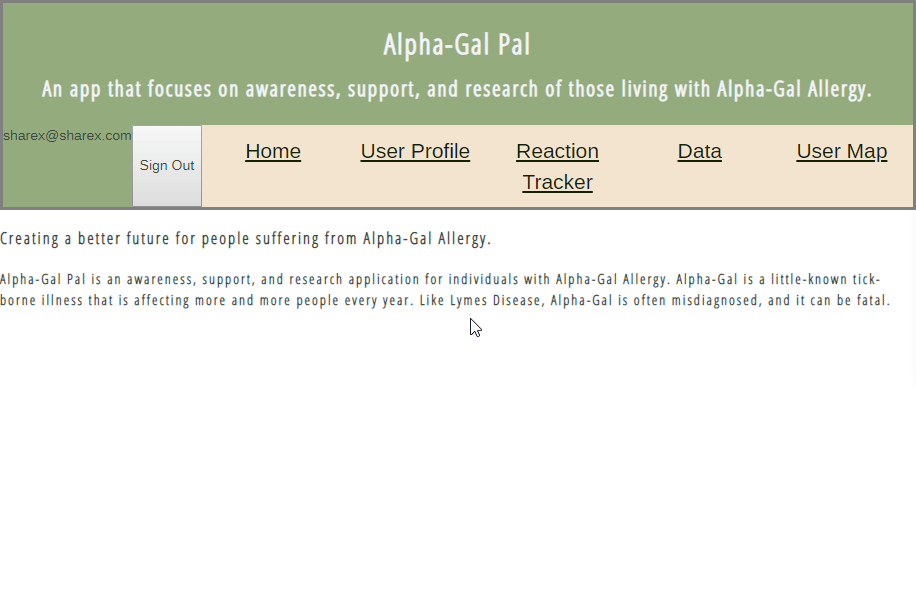 Alpha-Gal Pal
An app that focuses on awareness, support, and research of those living with Alpha-Gal Allergy.
sharex@sharex.com
Sign Out
Home
User Profile
Reaction
Tracker
Data
User Map
Creating a better future for people suffering from Alpha-Gal Allergy.
Alpha-Gal Pal is an awareness, support, and research application for individuals with Alpha-Gal Allergy. Alpha-Gal is a little-known tick-
borne illness that is affecting more and more people every year. Like Lymes Disease, Alpha-Gal is often misdiagnosed, and it can be fatal.